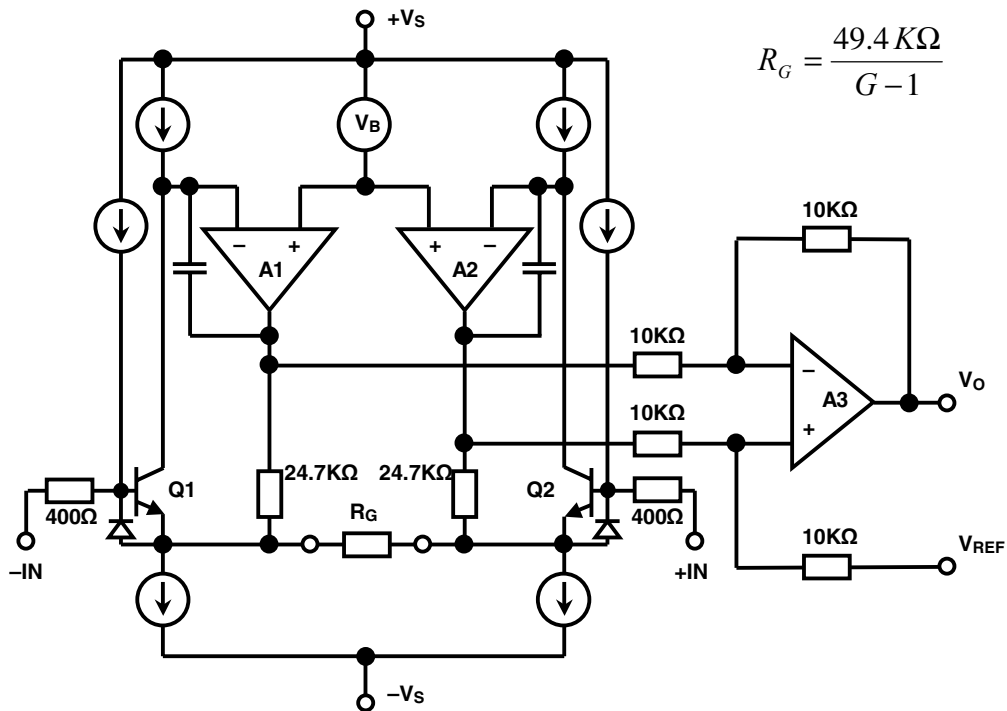 +VS
RG = 49.4 KΩ / G − 1
VB
10KΩ
− +
+ −
A1
A2
10KΩ
−
A3
VO
10KΩ
+
24.7KΩ 24.7KΩ
Q1
Q2
400Ω
RG
400Ω
10KΩ
VREF
−IN
+IN
−VS